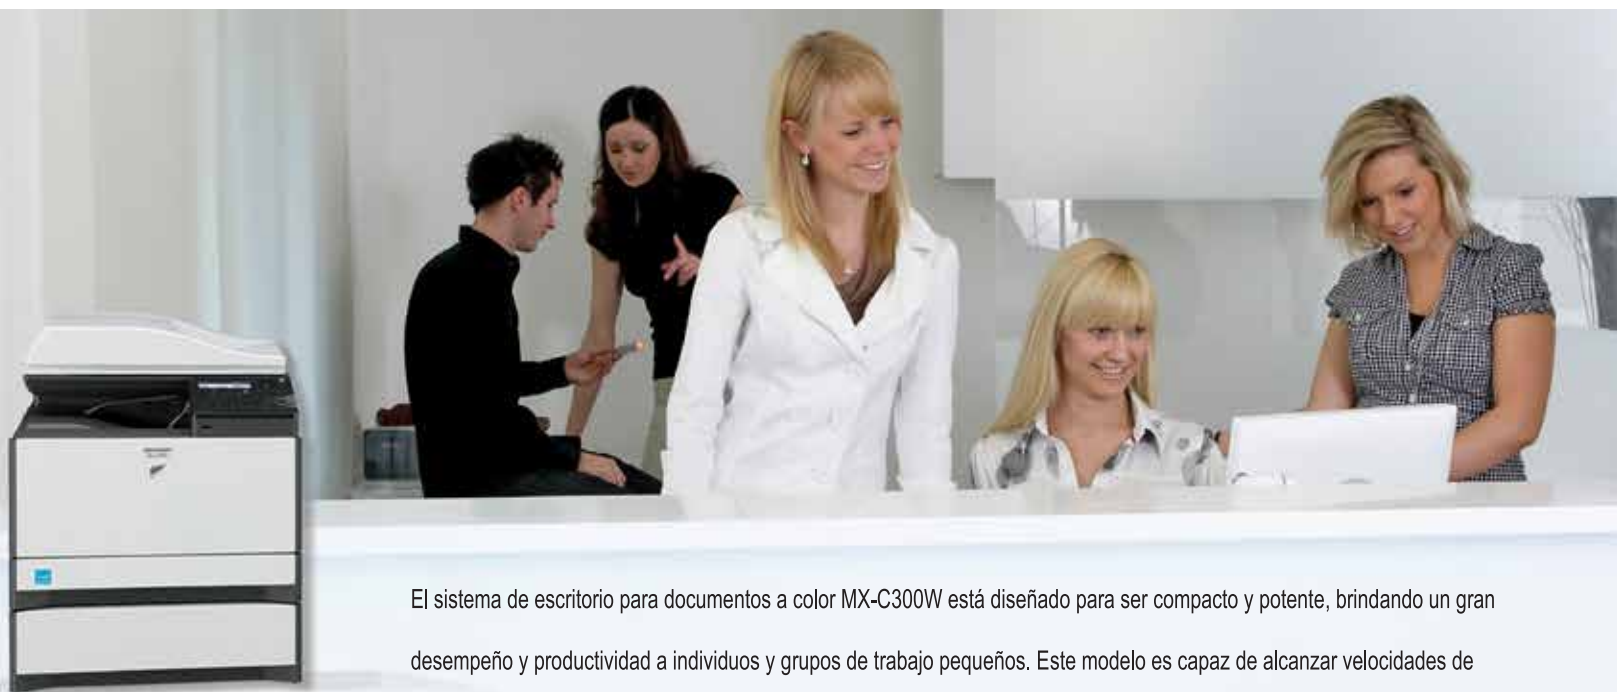 El sistema de escritorio para documentos a color MX-C300W está diseñado para ser compacto y potente, brindando un gran
desempeño y productividad a individuos y grupos de trabajo pequeños. Este modelo es capaz de alcanzar velocidades de